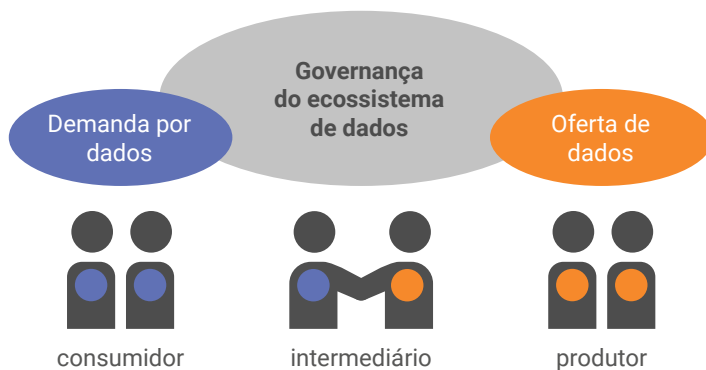 Governança
do ecossistema
de dados
Demanda por
dados
Oferta de
dados
consumidor
intermediário
produtor